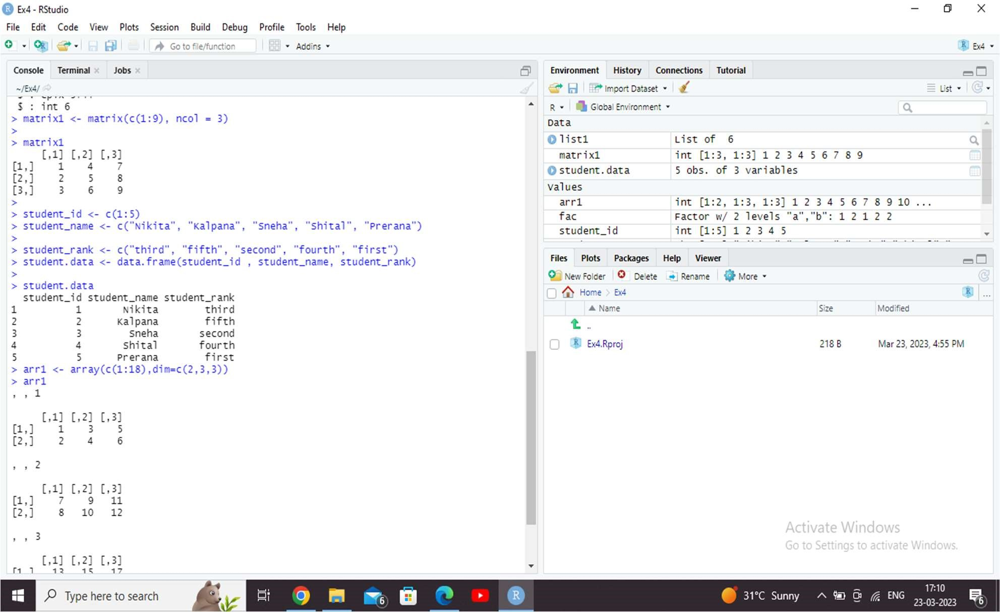 Ex4 - RStudio
File Edit Code View Plots Session Build Debug Profile Tools Help
Go to file/function Addins Ex4
Console Terminal Jobs
~/Ex4/
$ : int 6
> matrix1 <- matrix(c(1:9), ncol = 3)
>
> matrix1
[,1] [,2] [,3]
[1,] 1 4 7
[2,] 2 5 8
[3,] 3 6 9
>
> student_id <- c(1:5)
> student_name <- c("Nikita", "Kalpana", "Sneha", "Shital", "Prerana")
>
> student_rank <- c("third", "fifth", "second", "fourth", "first")
> student.data <- data.frame(student_id , student_name, student_rank)
>
> student.data
student_id student_name student_rank
1 1 Nikita third
2 2 Kalpana fifth
3 3 Sneha second
4 4 Shital fourth
5 5 Prerana first
> arr1 <- array(c(1:18),dim=c(2,3,3))
> arr1
, , 1
[,1] [,2] [,3]
[1,] 1 3 5
[2,] 2 4 6
, , 2
[,1] [,2] [,3]
[1,] 7 9 11
[2,] 8 10 12
, , 3
[,1] [,2] [,3]
[1,] 13 15 17
Environment History Connections Tutorial
Import Dataset List
R Global Environment
Data
list1 List of 6
matrix1 int [1:3, 1:3] 1 2 3 4 5 6 7 8 9
student.data 5 obs. of 3 variables
Values
arr1 int [1:2, 1:3, 1:3] 1 2 3 4 5 6 7 8 9 10 ...
fac Factor w/ 2 levels "a","b": 1 2 1 2 2
student_id int [1:5] 1 2 3 4 5
Files Plots Packages Help Viewer
New Folder Delete Rename More
Home Ex4 ...
Name Size Modified
..
Ex4.Rproj 218 B Mar 23, 2023, 4:55 PM
Activate Windows
Go to Settings to activate Windows.
Type here to search 6 R 31°C Sunny ENG 17:10
23-03-2023 6